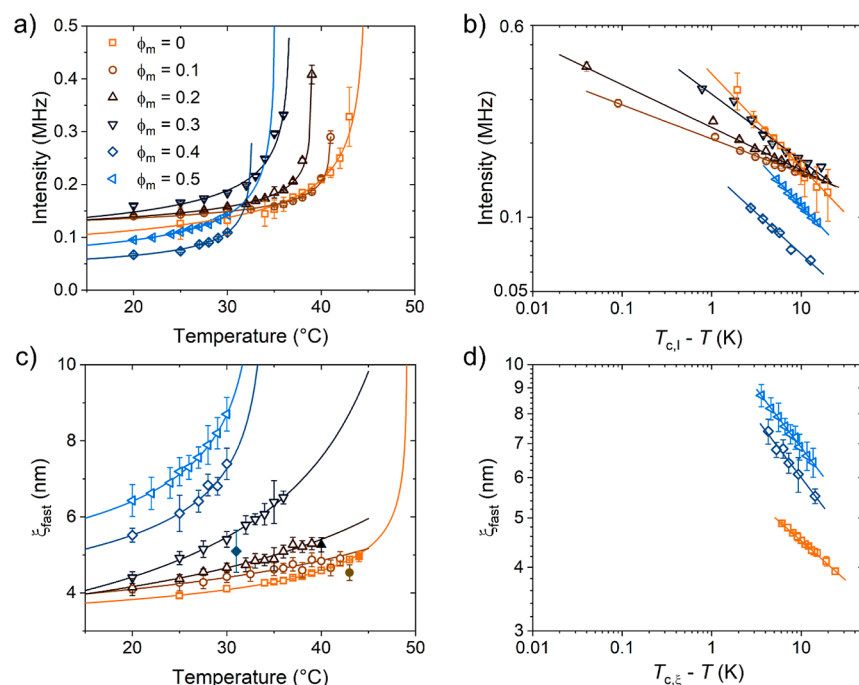 a)
0.5
0.4
0.3
0.2
0.1
0.0
Intensity (MHz)
ϕm = 0
ϕm = 0.1
ϕm = 0.2
ϕm = 0.3
ϕm = 0.4
ϕm = 0.5
20 30 40 50
Temperature (°C)
b)
0.6
0.1
0.05
Intensity (MHz)
0.01 0.1 1 10
Tc,I - T (K)
c)
10
8
6
4
ξfast (nm)
20 30 40 50
Temperature (°C)
d)
10
9
8
7
6
5
4
3
0.01 0.1 1 10
Tc,ξ - T (K)